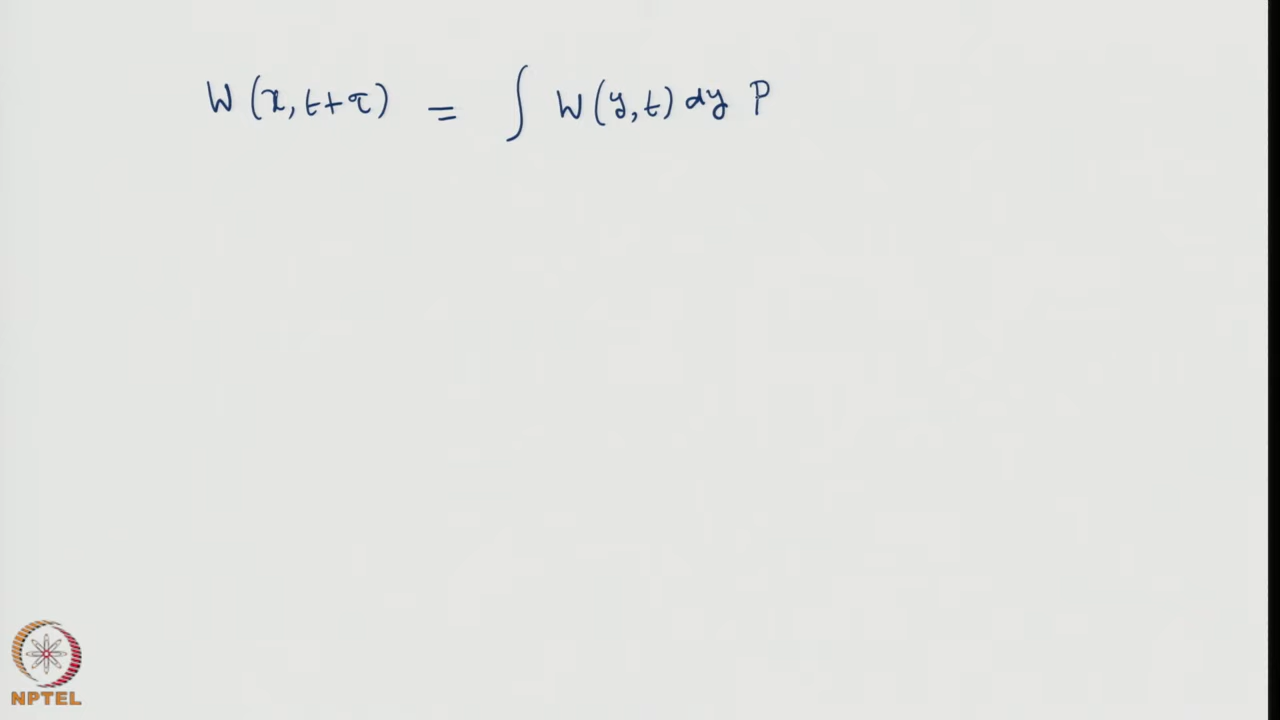 W (x, t+τ) = ∫ W(y, t) dy P
NPTEL